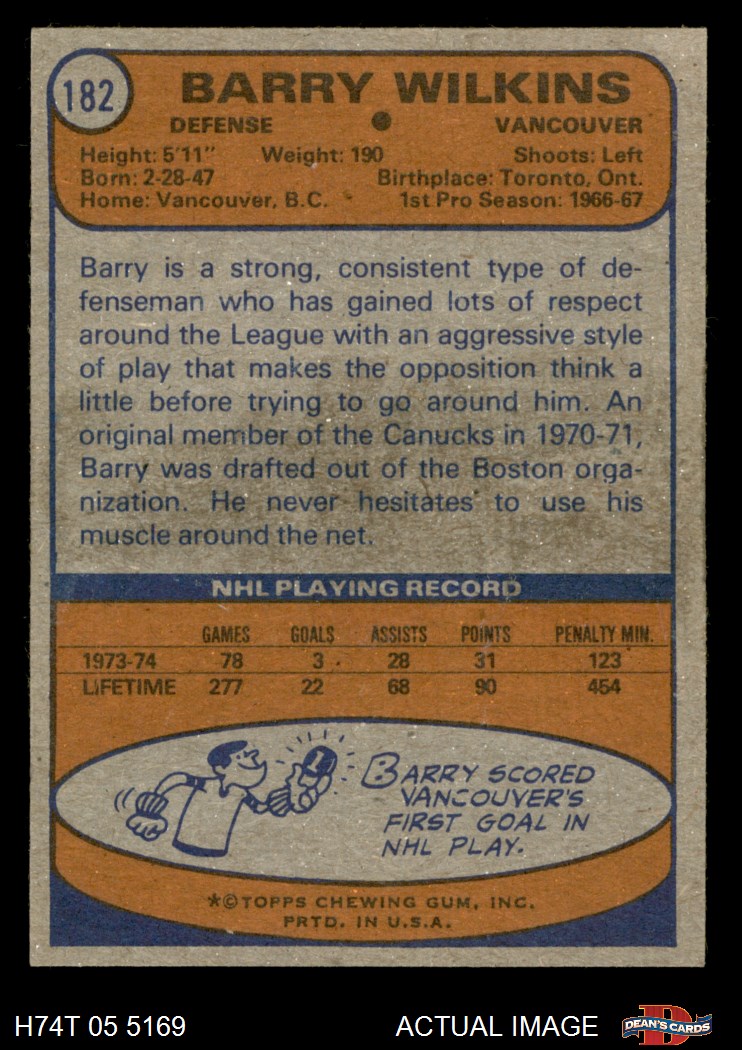 182
BARRY WILKINS
DEFENSE ● VANCOUVER
Height: 5'11" Weight: 190 Shoots: Left
Born: 2-28-47 Birthplace: Toronto, Ont.
Home: Vancouver, B.C. 1st Pro Season: 1966-67
Barry is a strong, consistent type of de-
fenseman who has gained lots of respect
around the League with an aggressive style
of play that makes the opposition think a
little before trying to go around him. An
original member of the Canucks in 1970-71,
Barry was drafted out of the Boston orga-
nization. He never hesitates to use his
muscle around the net.
NHL PLAYING RECORD
GAMES GOALS ASSISTS POINTS PENALTY MIN.
1973-74 78 3 28 31 123
LIFETIME 277 22 68 90 454
1
BARRY SCORED
VANCOUVER'S
FIRST GOAL IN
NHL PLAY.
*©TOPPS CHEWING GUM, INC.
PRTD. IN U.S.A.
H74T 05 5169 ACTUAL IMAGE D DEAN'S CARDS